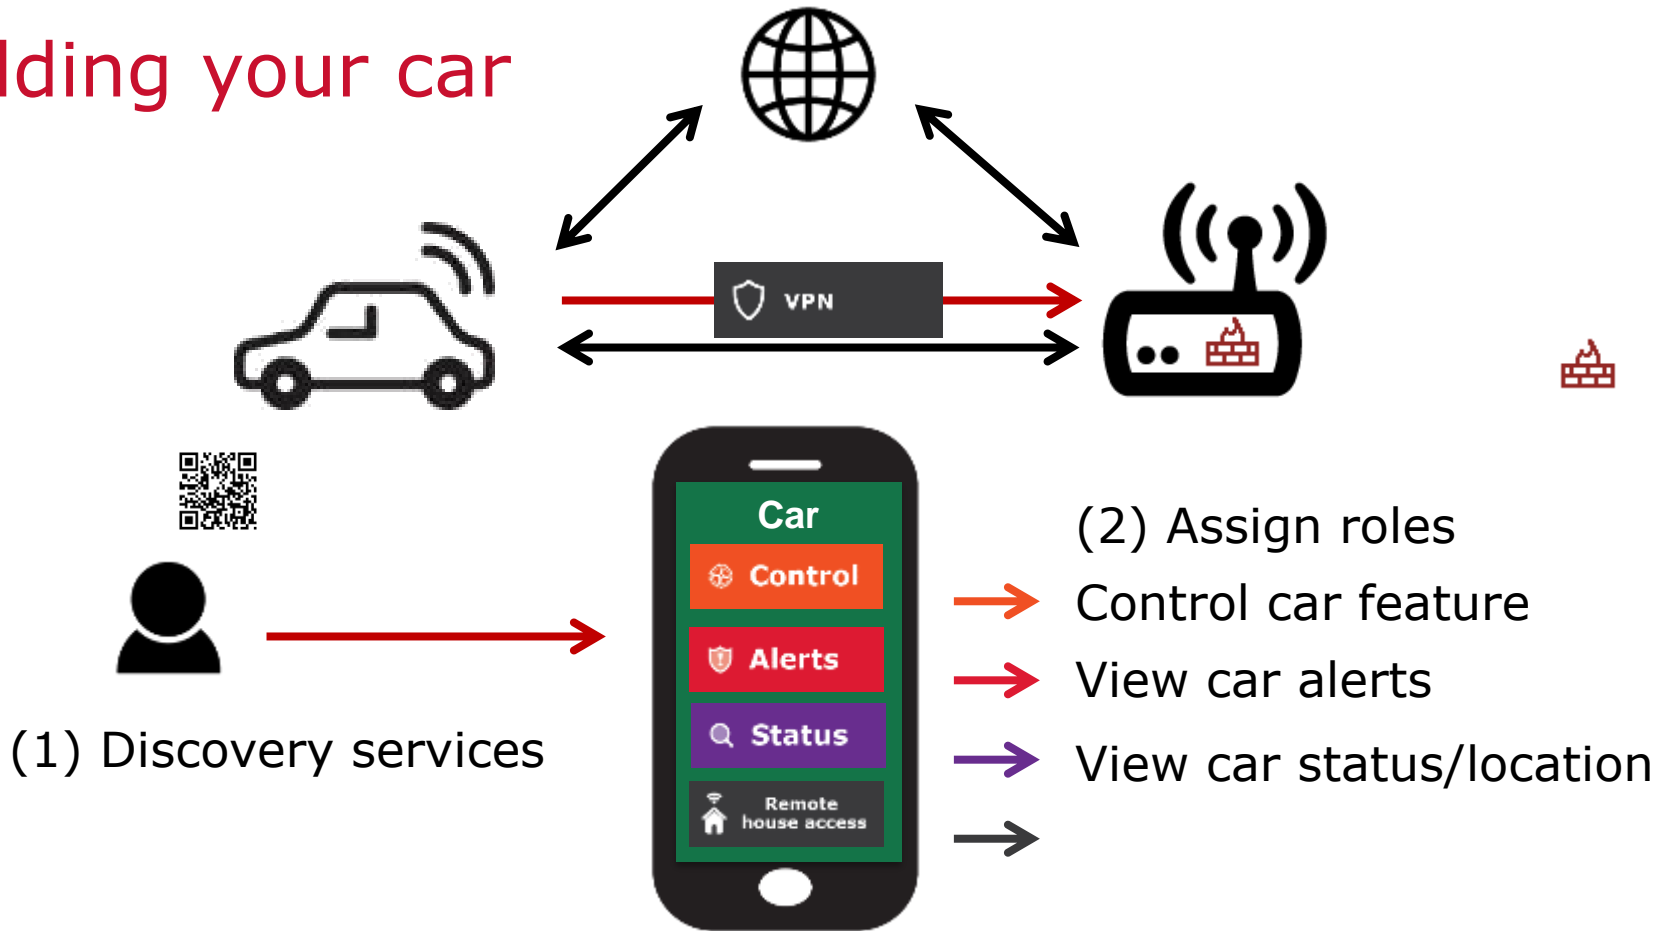 dding your car
VPN
Car
Control
Alerts
Status
Remote
house access
(1) Discovery services
(2) Assign roles
Control car feature
View car alerts
View car status/location